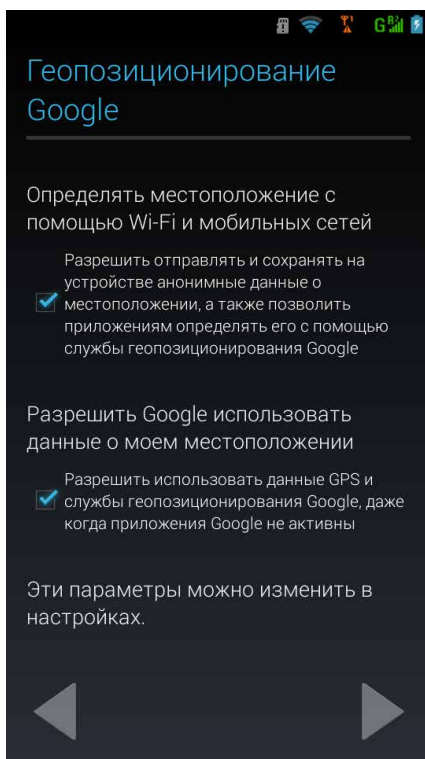 G
Геопозиционирование
Google
Определять местоположение с
помощью Wi-Fi и мобильных сетей
Разрешить отправлять и сохранять на
устройстве анонимные данные о
местоположении, а также позволить
приложениям определять его с помощью
службы геопозиционирования Google
Разрешить Google использовать
данные о моем местоположении
Разрешить использовать данные GPS и
службы геопозиционирования Google, даже
когда приложения Google не активны
Эти параметры можно изменить в
настройках.